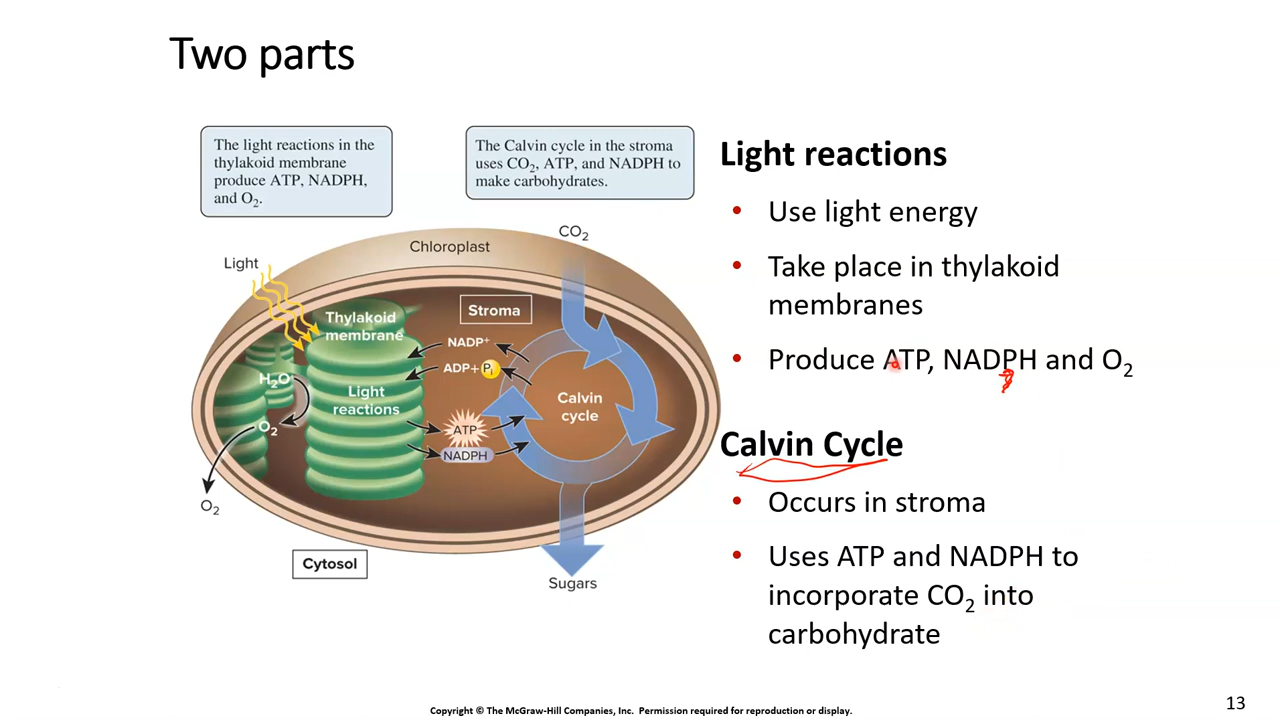 Two parts
The light reactions in the
thylakoid membrane
produce ATP, NADPH,
and O₂.
The Calvin cycle in the stroma
uses CO₂, ATP, and NADPH to
make carbohydrates.
Light reactions
• Use light energy
• Take place in thylakoid
membranes
• Produce ATP, NADPH and O₂
Calvin Cycle
• Occurs in stroma
• Uses ATP and NADPH to
incorporate CO₂ into
carbohydrate
CO₂
Chloroplast
Light
Stroma
Thylakoid
membrane
NADP⁺
ADP + Pᵢ
H₂O
Light
reactions
Calvin
cycle
O₂
ATP
NADPH
O₂
Cytosol
Sugars
Copyright © The McGraw-Hill Companies, Inc. Permission required for reproduction or display.
13